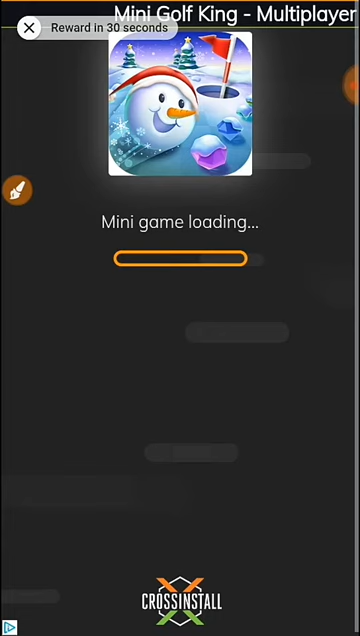 Mini Golf King - Multiplayer
Reward in 30 seconds
Mini game loading...
CROSSINSTALL